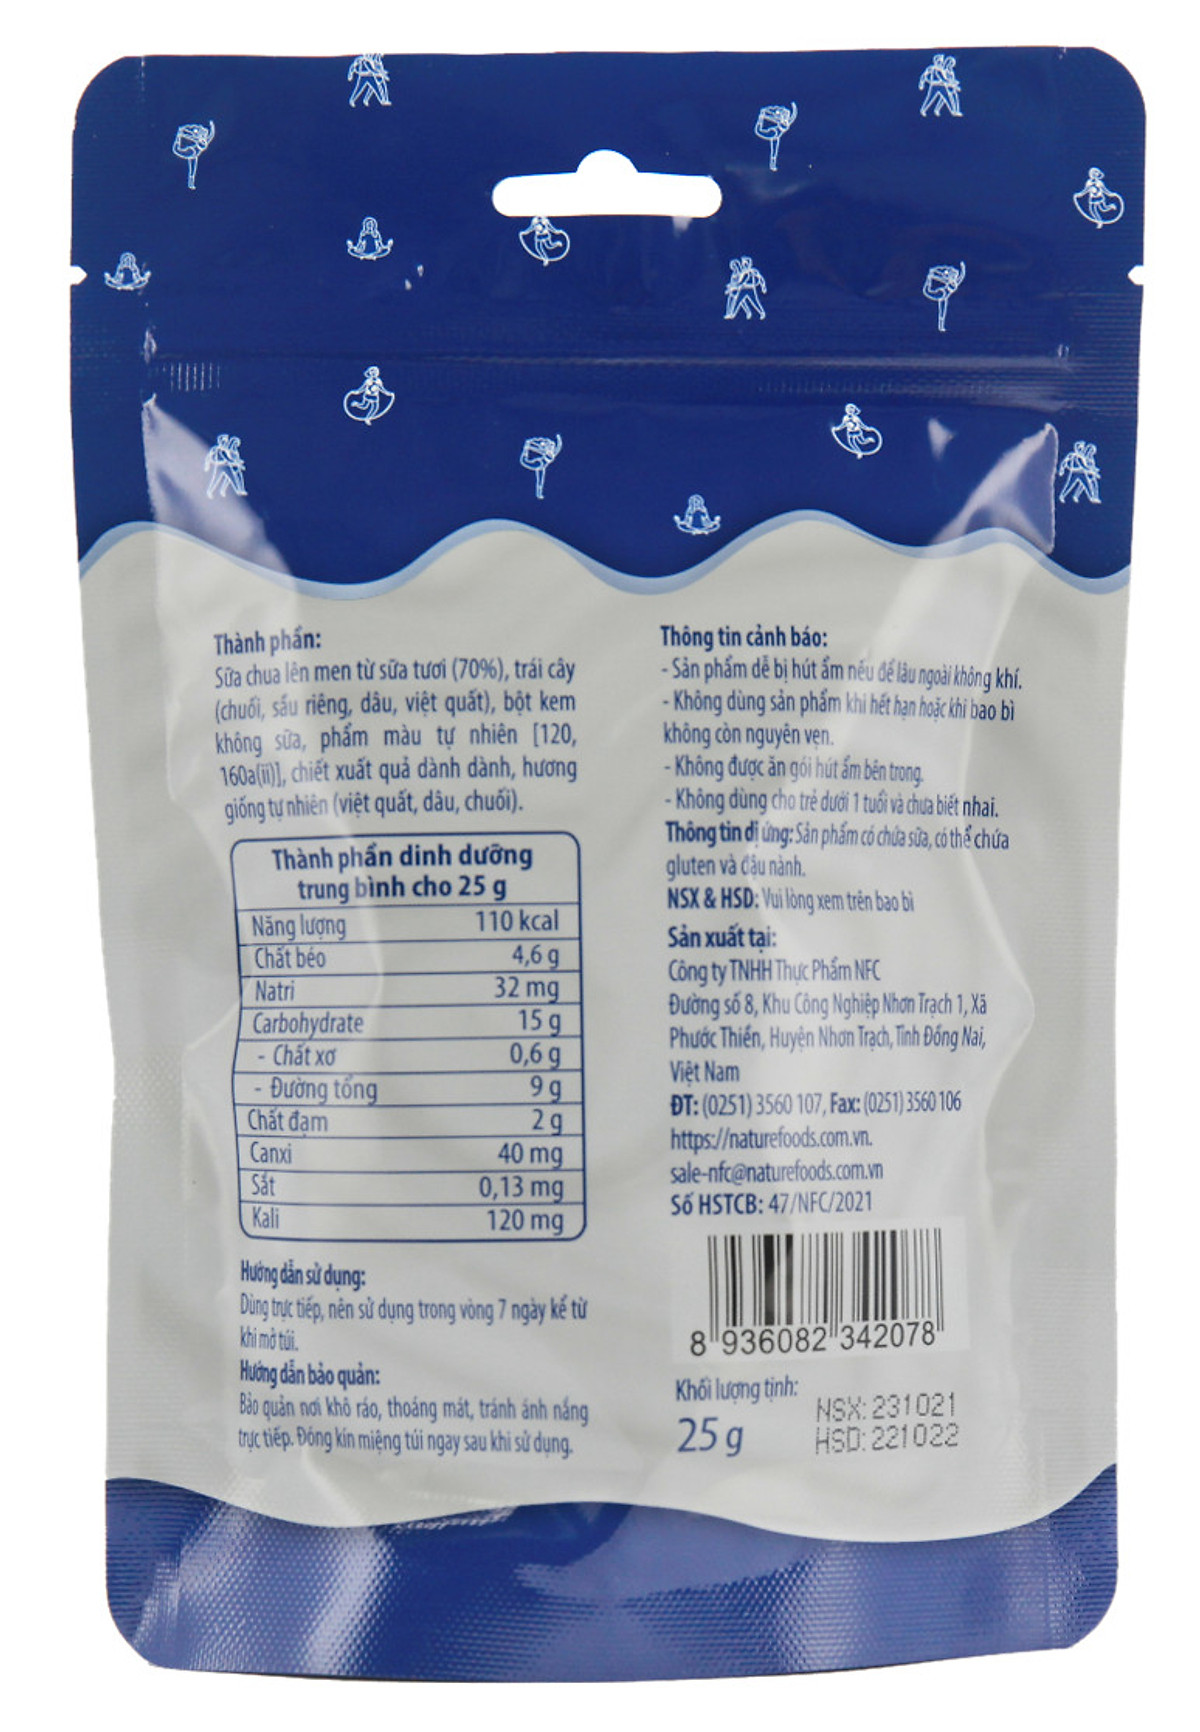 Thành phần:
Sữa chua lên men từ sữa tươi (70%), trái cây
(chuối, sầu riêng, dâu, việt quất), bột kem
không sữa, phẩm màu tự nhiên [120,
160a(ii)], chiết xuất quả dành dành, hương
giống tự nhiên (việt quất, dâu, chuối).
Thành phần dinh dưỡng
trung bình cho 25 g
Năng lượng 110 kcal
Chất béo 4,6 g
Natri 32 mg
Carbohydrate 15 g
- Chất xơ 0,6 g
- Đường tổng 9 g
Chất đạm 2 g
Canxi 40 mg
Sắt 0,13 mg
Kali 120 mg
Hướng dẫn sử dụng:
Dùng trực tiếp, nên sử dụng trong vòng 7 ngày kể từ
khi mở túi.
Hướng dẫn bảo quản:
Bảo quản nơi khô ráo, thoáng mát, tránh ánh nắng
trực tiếp. Đóng kín miệng túi ngay sau khi sử dụng.
Thông tin cảnh báo:
- Sản phẩm dễ bị hút ẩm nếu để lâu ngoài không khí.
- Không dùng sản phẩm khi hết hạn hoặc khi bao bì
không còn nguyên vẹn.
- Không được ăn gói hút ẩm bên trong.
- Không dùng cho trẻ dưới 1 tuổi và chưa biết nhai.
Thông tin dị ứng: Sản phẩm có chứa sữa, có thể chứa
gluten và đậu nành.
NSX & HSD: Vui lòng xem trên bao bì
Sản xuất tại:
Công ty TNHH Thực Phẩm NFC
Đường số 8, Khu Công Nghiệp Nhơn Trạch 1, Xã
Phước Thiền, Huyện Nhơn Trạch, Tỉnh Đồng Nai,
Việt Nam
ĐT: (0251) 3560 107, Fax: (0251) 3560 106
https://naturefoods.com.vn.
sale-nfc@naturefoods.com.vn
Số HSTCB: 47/NFC/2021
8 936082 342078
Khối lượng tịnh:
25 g
NSX: 231021
HSD: 221022